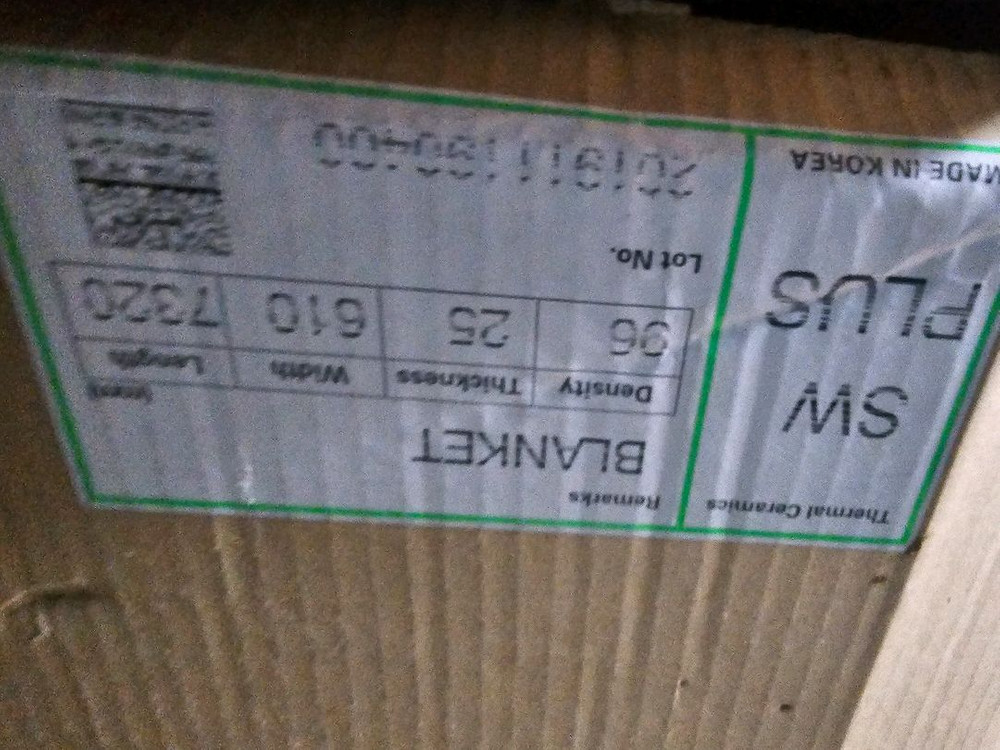 Thermal Ceramics
SW
PLUS
MADE IN KOREA
Remarks
BLANKET
(mm)
Density Thickness Width Length
96 25 610 7320
Lot No.